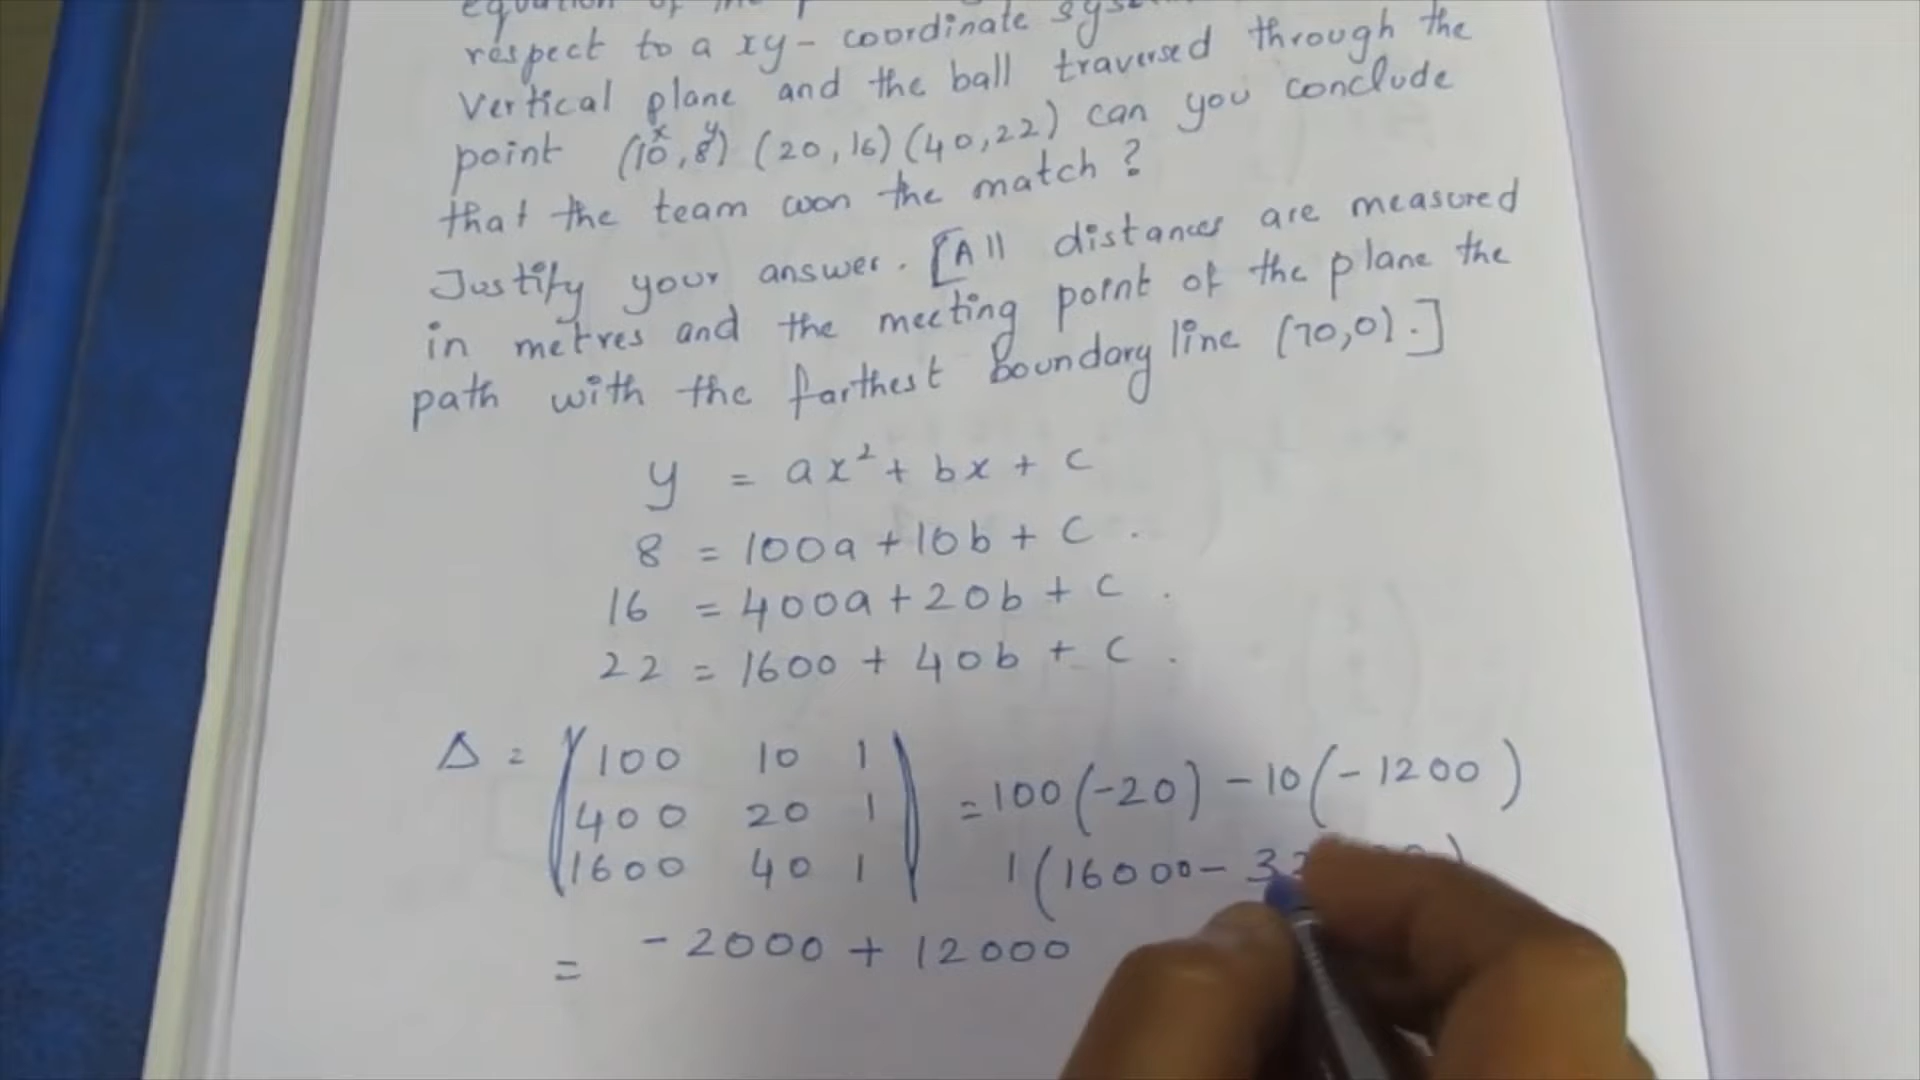 equation of the
respect to a xy- coordinate
vertical plane and the ball traversed through the
point (10,8) (20,16) (40,22) can you conclude
x y
that the team won the match?
Justify your answer. [All distances are measured
in metres and the meeting point of the plane the
path with the farthest boundary line (70,0).]
y = ax² + bx + c
8 = 100a + 10b + C .
16 = 400a + 20b + c .
22 = 1600 + 40b + c .
Δ = | 100 10 1 | = 100(-20) - 10(-1200)
400 20 1
1600 40 1 1(16000 - 32
= -2000 + 12000